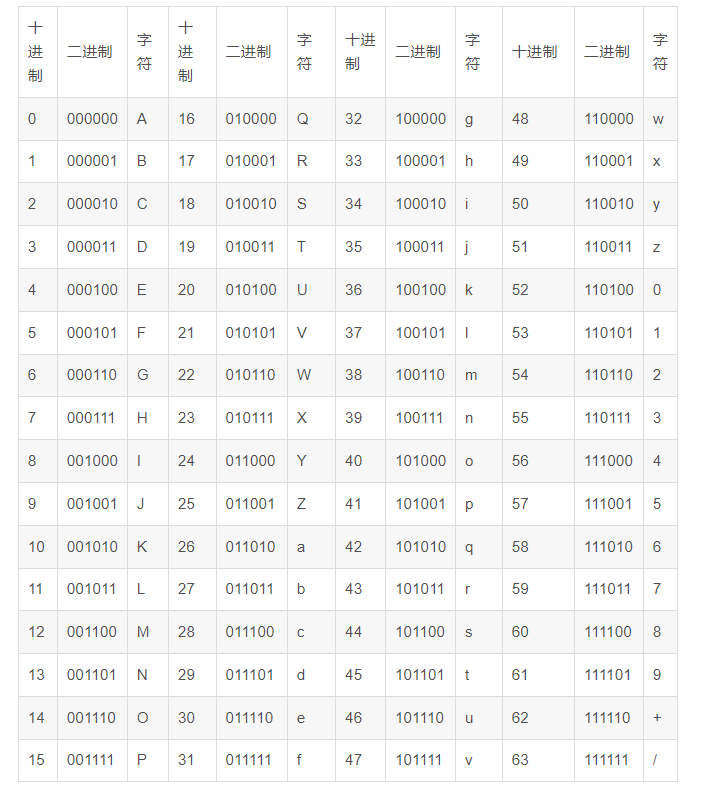 十进制 二进制 字符 十进制 二进制 字符 十进制 二进制 字符 十进制 二进制 字符
0 000000 A 16 010000 Q 32 100000 g 48 110000 w
1 000001 B 17 010001 R 33 100001 h 49 110001 x
2 000010 C 18 010010 S 34 100010 i 50 110010 y
3 000011 D 19 010011 T 35 100011 j 51 110011 z
4 000100 E 20 010100 U 36 100100 k 52 110100 0
5 000101 F 21 010101 V 37 100101 l 53 110101 1
6 000110 G 22 010110 W 38 100110 m 54 110110 2
7 000111 H 23 010111 X 39 100111 n 55 110111 3
8 001000 I 24 011000 Y 40 101000 o 56 111000 4
9 001001 J 25 011001 Z 41 101001 p 57 111001 5
10 001010 K 26 011010 a 42 101010 q 58 111010 6
11 001011 L 27 011011 b 43 101011 r 59 111011 7
12 001100 M 28 011100 c 44 101100 s 60 111100 8
13 001101 N 29 011101 d 45 101101 t 61 111101 9
14 001110 O 30 011110 e 46 101110 u 62 111110 +
15 001111 P 31 011111 f 47 101111 v 63 111111 /